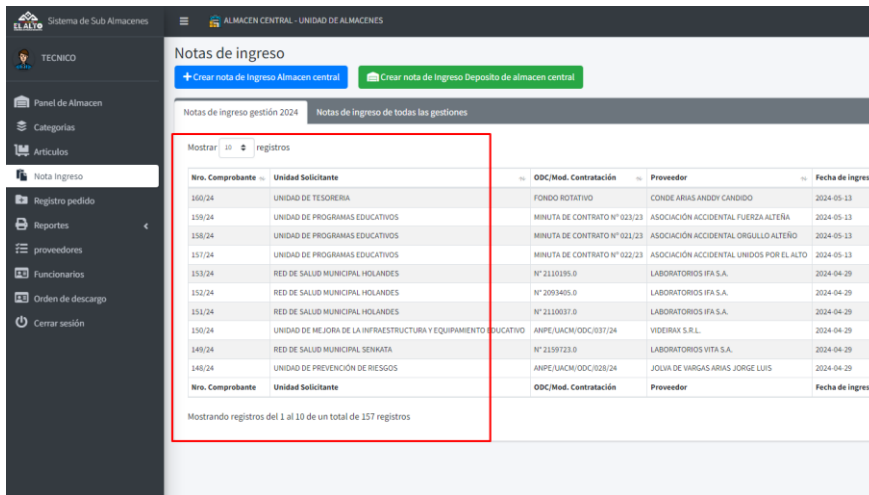 EL ALTO Sistema de Sub Almacenes
ALMACEN CENTRAL - UNIDAD DE ALMACENES
TECNICO
Panel de Almacen
Categorias
Articulos
Nota Ingreso
Registro pedido
Reportes
proveedores
Funcionarios
Orden de descargo
Cerrar sesión
Notas de ingreso
Crear nota de Ingreso Almacen central Crear nota de Ingreso Deposito de almacen central
Notas de ingreso gestión 2024 Notas de ingreso de todas las gestiones
Mostrar 10 registros
Nro. Comprobante Unidad Solicitante ODC/Mod. Contratación Proveedor Fecha de ingres
160/24 UNIDAD DE TESORERIA FONDO ROTATIVO CONDE ARIAS ANDDY CANDIDO 2024-05-13
159/24 UNIDAD DE PROGRAMAS EDUCATIVOS MINUTA DE CONTRATO N° 023/23 ASOCIACIÓN ACCIDENTAL FUERZA ALTEÑA 2024-05-13
158/24 UNIDAD DE PROGRAMAS EDUCATIVOS MINUTA DE CONTRATO N° 021/23 ASOCIACIÓN ACCIDENTAL ORGULLO ALTEÑO 2024-05-13
157/24 UNIDAD DE PROGRAMAS EDUCATIVOS MINUTA DE CONTRATO N° 022/23 ASOCIACIÓN ACCIDENTAL UNIDOS POR EL ALTO 2024-05-13
153/24 RED DE SALUD MUNICIPAL HOLANDES N° 2110195.0 LABORATORIOS IFA S.A. 2024-04-29
152/24 RED DE SALUD MUNICIPAL HOLANDES N° 2093405.0 LABORATORIOS IFA S.A. 2024-04-29
151/24 RED DE SALUD MUNICIPAL HOLANDES N° 2110037.0 LABORATORIOS IFA S.A. 2024-04-29
150/24 UNIDAD DE MEJORA DE LA INFRAESTRUCTURA Y EQUIPAMIENTO EDUCATIVO ANPE/UACM/ODC/037/24 VIDEIRAX S.R.L. 2024-04-29
149/24 RED DE SALUD MUNICIPAL SENKATA N° 2159723.0 LABORATORIOS VITA S.A. 2024-04-29
148/24 UNIDAD DE PREVENCIÓN DE RIESGOS ANPE/UACM/ODC/028/24 JOLVA DE VARGAS ARIAS JORGE LUIS 2024-04-29
Nro. Comprobante Unidad Solicitante ODC/Mod. Contratación Proveedor Fecha de ingres
Mostrando registros del 1 al 10 de un total de 157 registros